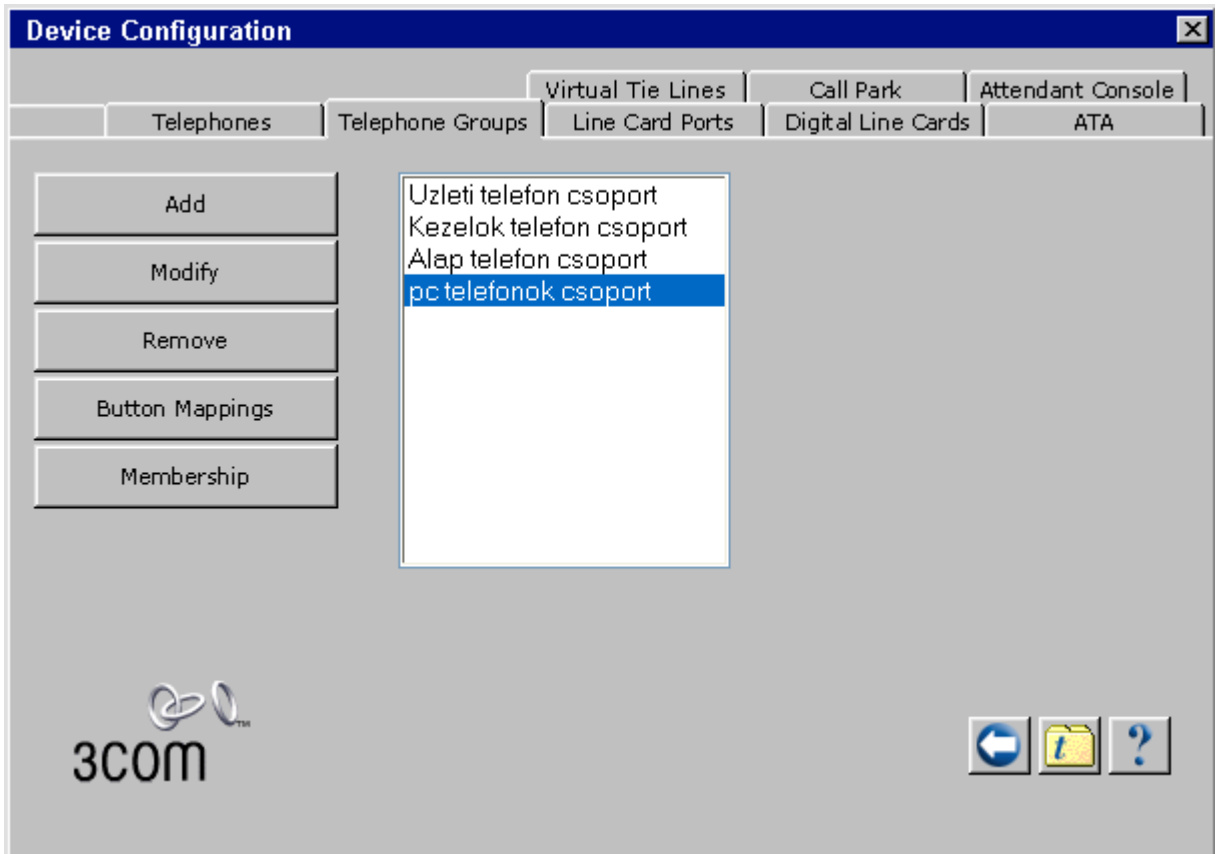 Device Configuration
Virtual Tie Lines Call Park Attendant Console
Telephones Telephone Groups Line Card Ports Digital Line Cards ATA
Add
Modify
Remove
Button Mappings
Membership
Uzleti telefon csoport
Kezelok telefon csoport
Alap telefon csoport
pc telefonok csoport
3com
TM
t
?